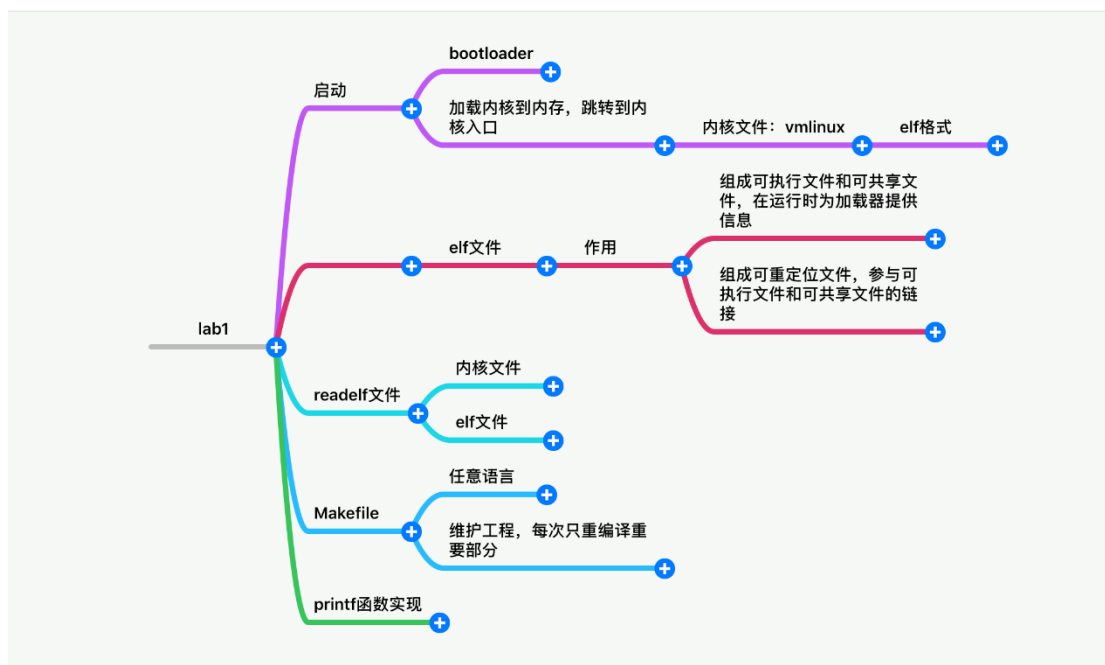 bootloader
启动
加载内核到内存，跳转到内
核入口
内核文件：vmlinux
elf格式
组成可执行文件和可共享文
件，在运行时为加载器提供
信息
elf文件
作用
组成可重定位文件，参与可
执行文件和可共享文件的链
接
lab1
内核文件
readelf文件
elf文件
任意语言
Makefile
维护工程，每次只重编译重
要部分
printf函数实现